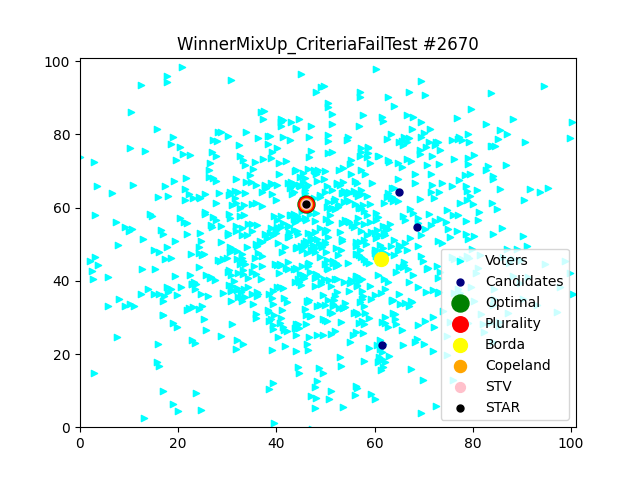 WinnerMixUp_CriteriaFailTest #2670
100
80
60
40
20
0
0
20
40
60
80
100
Voters
Candidates
Optimal
Plurality
Borda
Copeland
STV
STAR